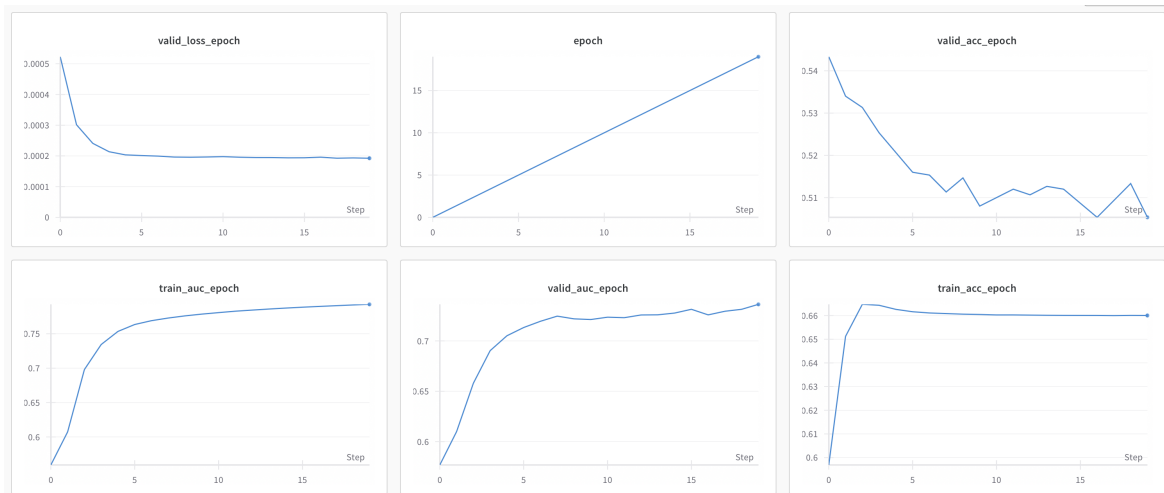 valid_loss_epoch
0.0005
0.0004
0.0003
0.0002
0.0001
0
Step
0 5 10 15
epoch
15
10
5
0
Step
0 5 10 15
valid_acc_epoch
0.54
0.53
0.52
0.51
Step
0 5 10 15
train_auc_epoch
0.75
0.7
0.65
0.6
Step
0 5 10 15
valid_auc_epoch
0.7
0.65
0.6
Step
0 5 10 15
train_acc_epoch
0.66
0.65
0.64
0.63
0.62
0.61
0.6
Step
0 5 10 15